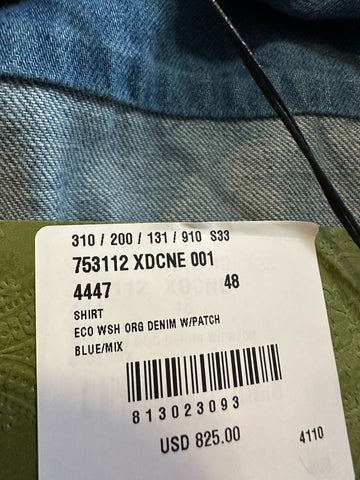 310 / 200 / 131 / 910 S33
753112 XDCNE 001
4447 48
SHIRT
ECO WSH ORG DENIM W/PATCH
BLUE/MIX
813023093
USD 825.00
4110